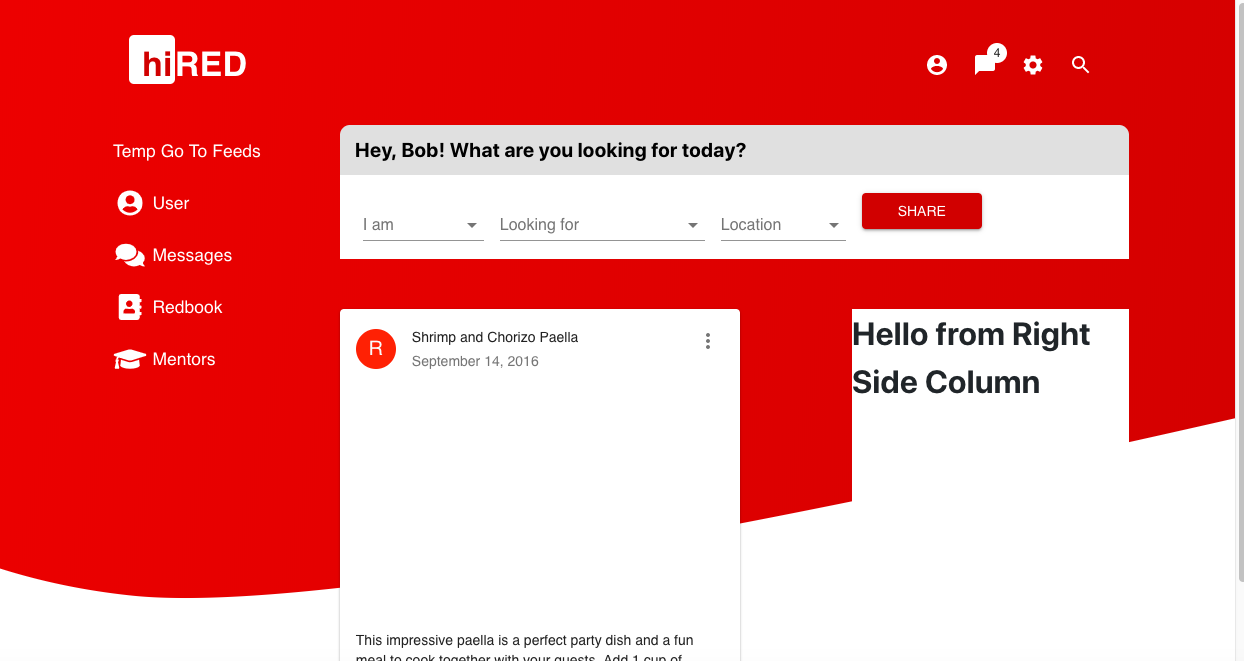 hiRED
4
Temp Go To Feeds
User
Messages
Redbook
Mentors
Hey, Bob! What are you looking for today?
I am
Looking for
Location
SHARE
R
Shrimp and Chorizo Paella
September 14, 2016
This impressive paella is a perfect party dish and a fun
meal to cook together with your guests. Add 1 cup of
Hello from Right
Side Column